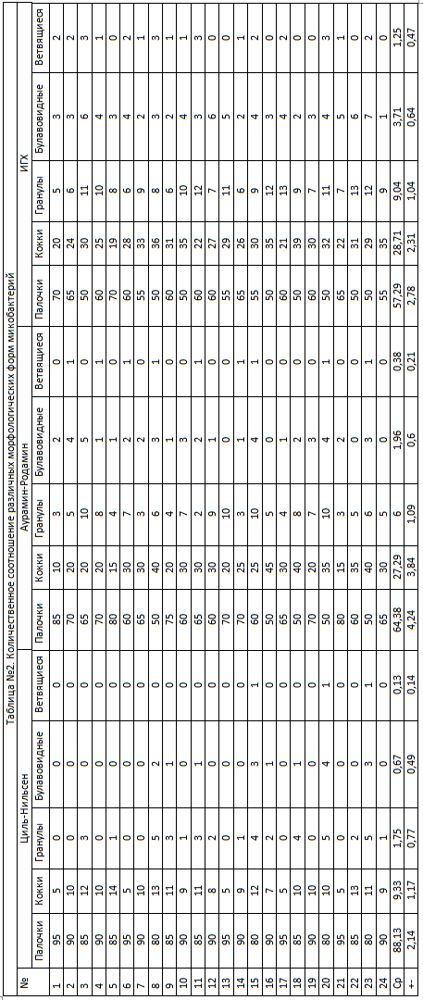 Таблица №2. Количественное соотношение различных морфологических форм микобактерий
№ Циль-Нильсен Аурамин-Родамин ИГХ
Палочки Кокки Гранулы Булавовидные Ветвящиеся Палочки Кокки Гранулы Булавовидные Ветвящиеся Палочки Кокки Гранулы Булавовидные Ветвящиеся
1 95 5 0 0 0 85 10 3 2 0 70 20 5 3 2
2 90 10 0 0 0 70 20 5 4 1 65 24 6 3 2
3 85 12 3 0 0 65 20 10 5 0 50 30 11 6 3
4 90 10 0 0 0 70 20 8 1 1 60 25 10 4 1
5 85 14 1 0 0 80 15 4 1 0 70 19 8 3 0
6 95 5 0 0 0 60 30 7 2 1 60 28 6 4 2
7 90 10 0 0 0 65 30 3 2 0 55 33 9 2 1
8 80 13 5 2 0 50 40 6 3 1 50 36 8 3 3
9 85 11 3 1 0 75 20 4 1 0 60 31 6 2 1
10 90 9 1 0 0 60 30 7 3 0 50 35 10 4 1
11 85 11 3 1 0 65 30 2 2 1 60 22 12 3 3
12 90 8 2 0 0 60 30 9 1 0 60 27 7 6 0
13 95 5 0 0 0 70 20 10 0 0 55 29 11 5 0
14 90 9 1 0 0 70 25 3 1 1 65 26 6 2 1
15 80 12 4 3 1 60 25 10 4 1 55 30 9 4 2
16 90 7 2 1 0 50 45 5 0 0 50 35 12 3 0
17 95 5 0 0 0 65 30 4 1 0 60 21 13 4 2
18 85 10 4 1 0 50 40 8 2 0 50 39 9 2 0
19 90 10 0 0 0 70 20 7 3 0 60 30 7 3 0
20 80 10 5 4 1 50 35 10 4 1 50 32 11 4 3
21 95 5 0 0 0 80 15 3 2 0 65 22 7 5 1
22 85 13 2 0 0 60 35 5 0 0 50 31 13 6 0
23 80 11 5 3 1 50 40 6 3 1 50 29 12 7 2
24 90 9 1 0 0 65 30 5 0 0 55 35 9 1 0
Ср 88,13 9,33 1,75 0,67 0,13 64,38 27,29 6 1,96 0,38 57,29 28,71 9,04 3,71 1,25
+- 2,14 1,17 0,77 0,49 0,14 4,24 3,84 1,09 0,6 0,21 2,78 2,31 1,04 0,64 0,47